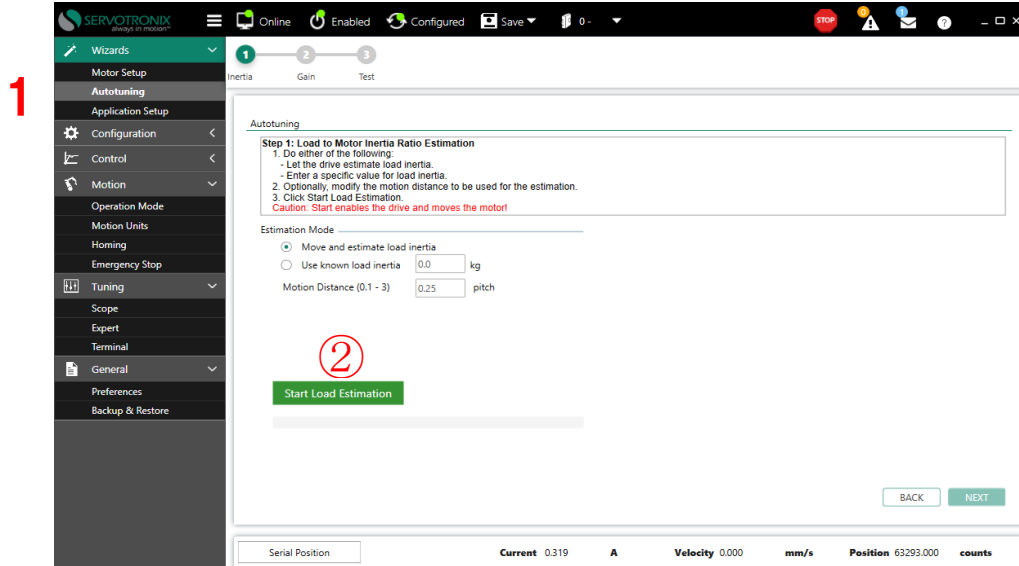 SERVOTRONIX
always in motion™
Online
Enabled
Configured
Save
0 -
STOP
0
1
?
1
Wizards
Motor Setup
Autotuning
Application Setup
Configuration
Control
Motion
Operation Mode
Motion Units
Homing
Emergency Stop
Tuning
Scope
Expert
Terminal
General
Preferences
Backup & Restore
1 2 3
Inertia Gain Test
Autotuning
Step 1: Load to Motor Inertia Ratio Estimation
1. Do either of the following:
- Let the drive estimate load inertia.
- Enter a specific value for load inertia.
2. Optionally, modify the motion distance to be used for the estimation.
3. Click Start Load Estimation.
Caution: Start enables the drive and moves the motor!
Estimation Mode
Move and estimate load inertia
Use known load inertia 0.0 kg
Motion Distance (0.1 - 3) 0.25 pitch
②
Start Load Estimation
BACK NEXT
Serial Position Current 0.319 A Velocity 0.000 mm/s Position 63293.000 counts